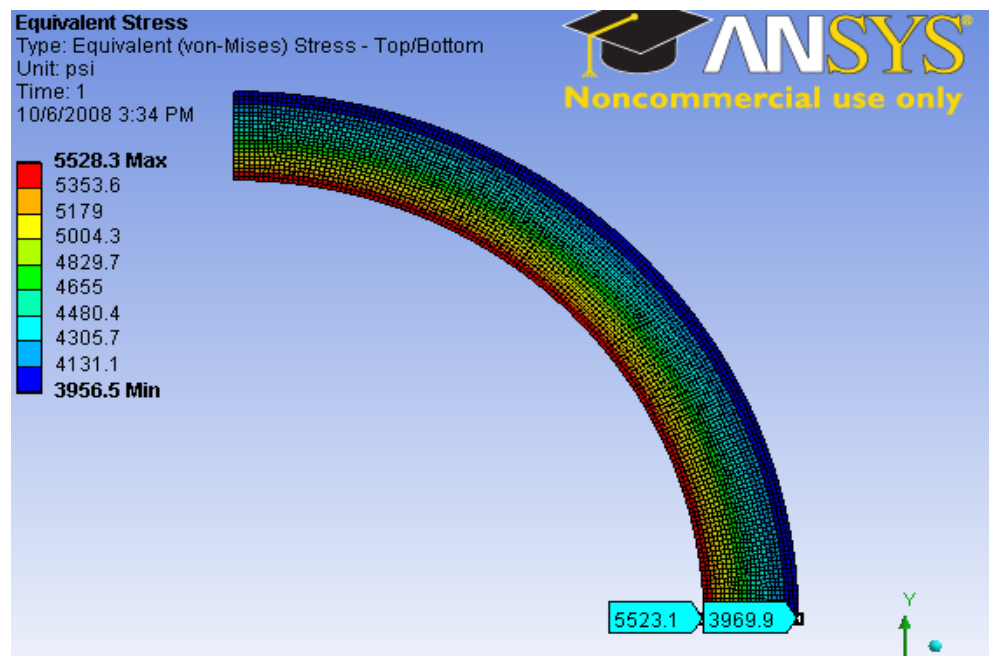 Equivalent Stress
Type: Equivalent (von-Mises) Stress - Top/Bottom
Unit: psi
Time: 1
10/6/2008 3:34 PM
ANSYS®
Noncommercial use only
5528.3 Max
5353.6
5179
5004.3
4829.7
4655
4480.4
4305.7
4131.1
3956.5 Min
5523.1
3969.9
Y